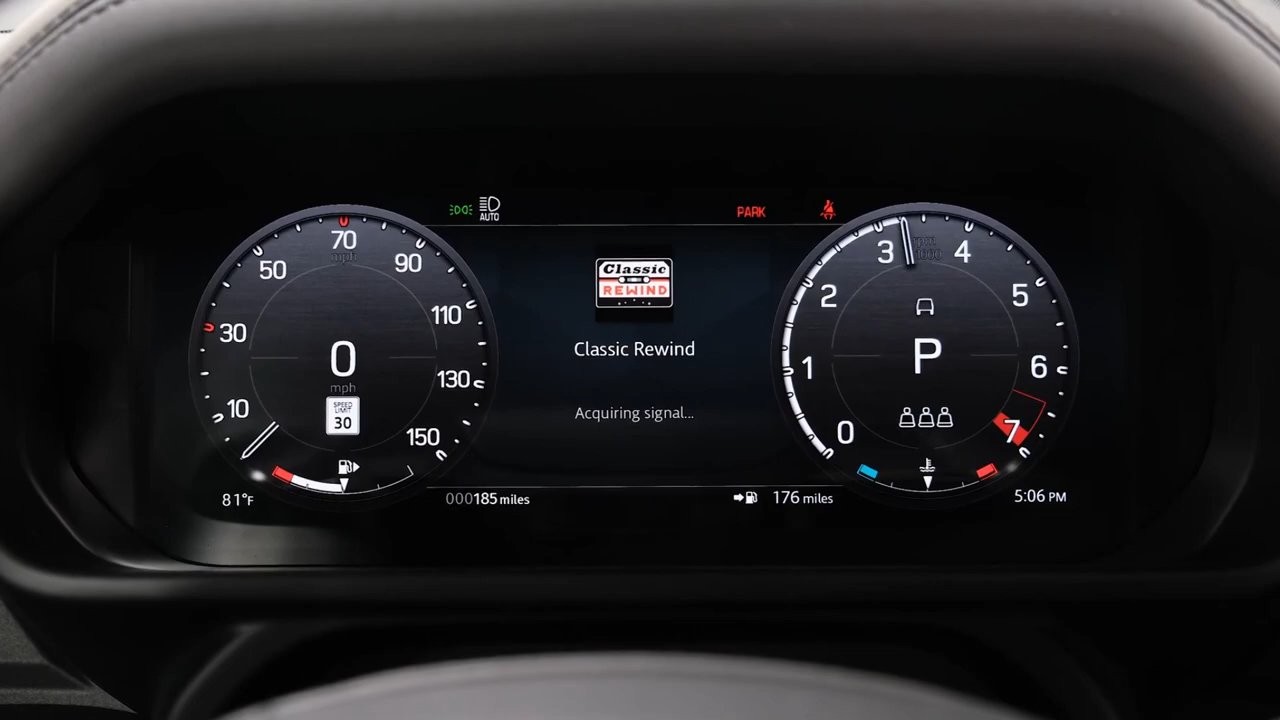 AUTO
PARK
70
mph
50
90
30
110
10
130
150
0
mph
SPEED
LIMIT
30
Classic
REWIND
Classic Rewind
Acquiring signal...
3
4
2
5
1
6
0
7
P
81°F
000185 miles
176 miles
5:06 PM